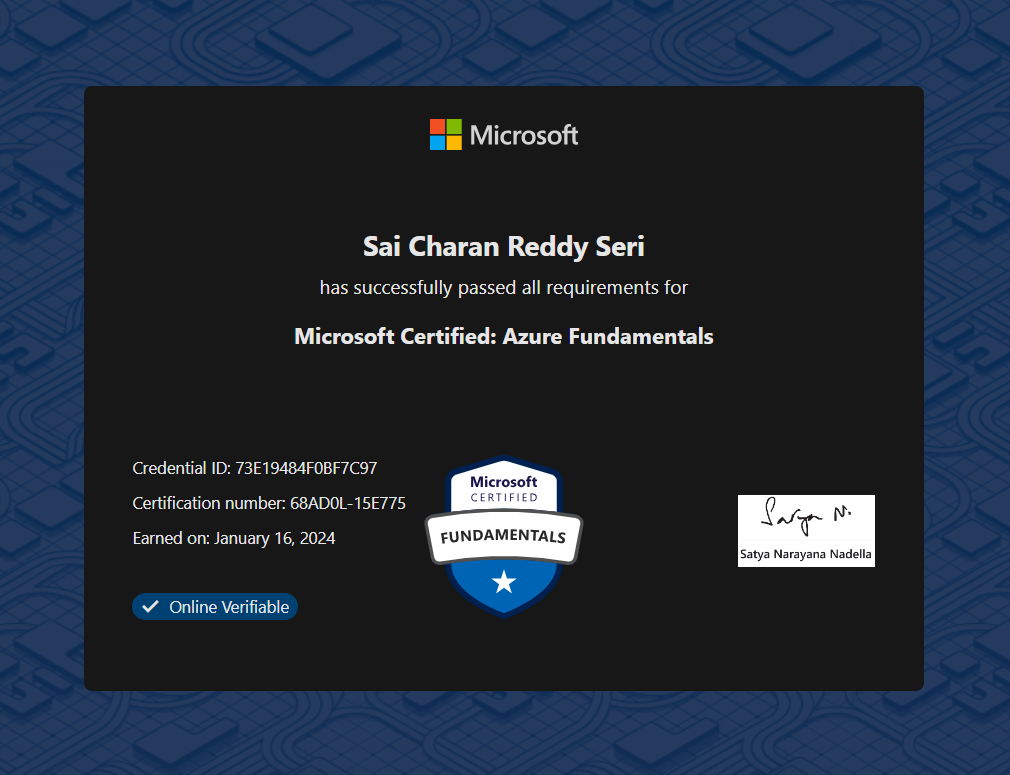 Microsoft
Sai Charan Reddy Seri
has successfully passed all requirements for
Microsoft Certified: Azure Fundamentals
Credential ID: 73E19484F0BF7C97
Certification number: 68AD0L-15E775
Earned on: January 16, 2024
Online Verifiable
Microsoft
CERTIFIED
FUNDAMENTALS
Satya N.
Satya Narayana Nadella